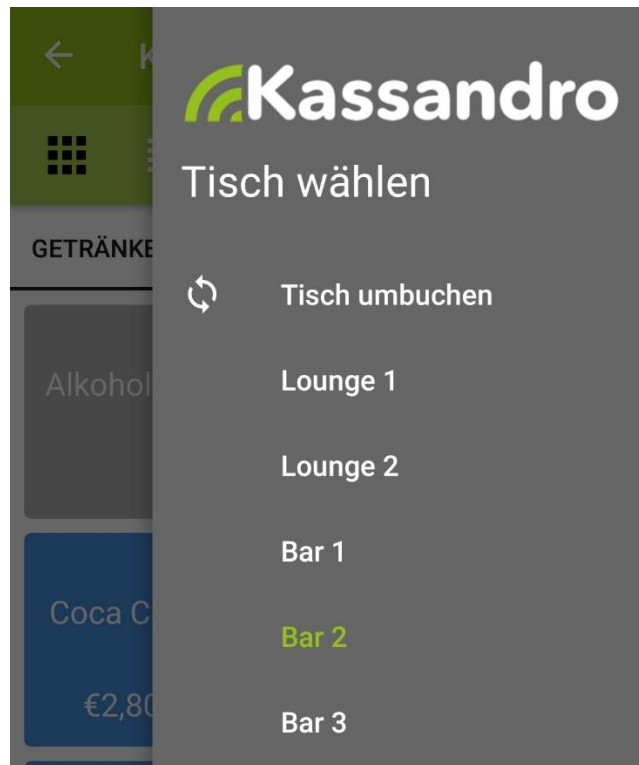 K
Kassandro
Tisch wählen
GETRÄNKE
Tisch umbuchen
Alkohol
Lounge 1
Lounge 2
Bar 1
Coca C
Bar 2
€2,80
Bar 3